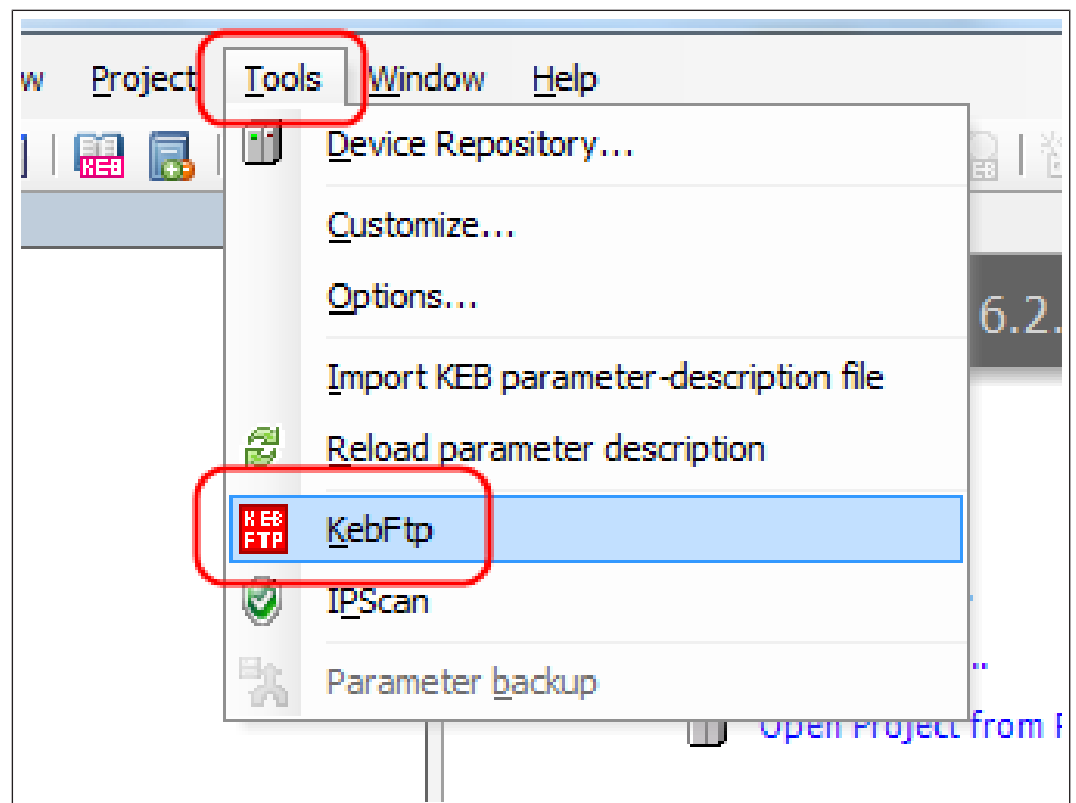 w Project Tools Window Help
KEB
Device Repository...
EB
Customize...
Options...
6.2.
Import KEB parameter-description file
Reload parameter description
KEB FTP KebFtp
IPScan
Parameter backup
..
Open Project from